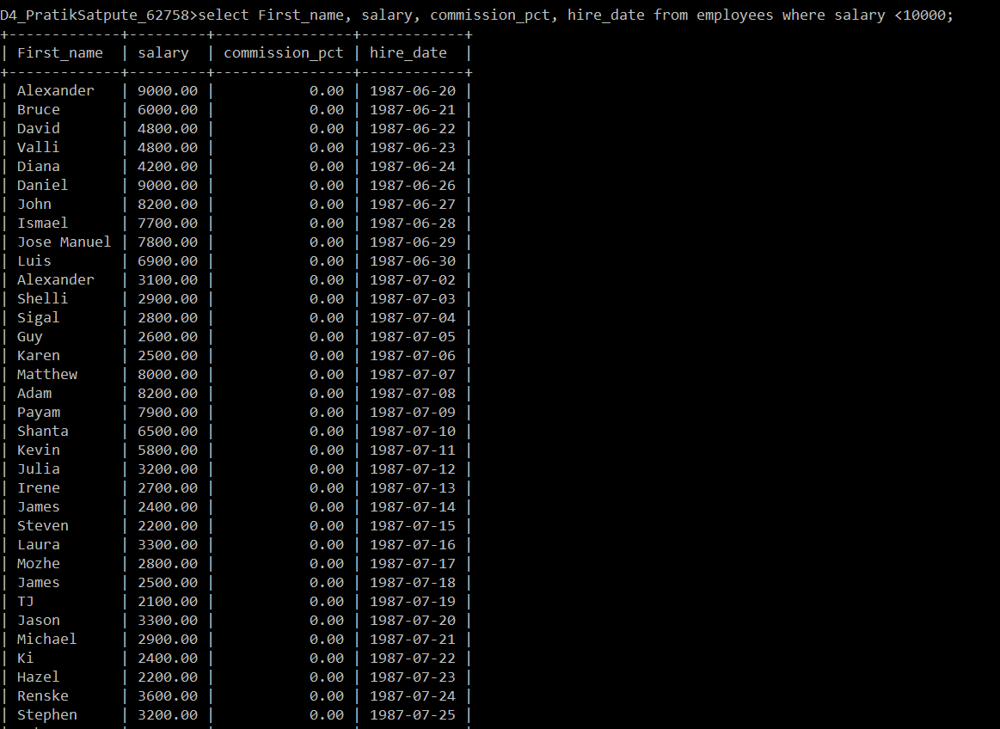 D4_PratikSatpute_62758>select First_name, salary, commission_pct, hire_date from employees where salary <10000;
+-------------+---------+----------------+------------+
| First_name  | salary  | commission_pct | hire_date  |
+-------------+---------+----------------+------------+
| Alexander   | 9000.00 |           0.00 | 1987-06-20 |
| Bruce       | 6000.00 |           0.00 | 1987-06-21 |
| David       | 4800.00 |           0.00 | 1987-06-22 |
| Valli       | 4800.00 |           0.00 | 1987-06-23 |
| Diana       | 4200.00 |           0.00 | 1987-06-24 |
| Daniel      | 9000.00 |           0.00 | 1987-06-26 |
| John        | 8200.00 |           0.00 | 1987-06-27 |
| Ismael      | 7700.00 |           0.00 | 1987-06-28 |
| Jose Manuel | 7800.00 |           0.00 | 1987-06-29 |
| Luis        | 6900.00 |           0.00 | 1987-06-30 |
| Alexander   | 3100.00 |           0.00 | 1987-07-02 |
| Shelli      | 2900.00 |           0.00 | 1987-07-03 |
| Sigal       | 2800.00 |           0.00 | 1987-07-04 |
| Guy         | 2600.00 |           0.00 | 1987-07-05 |
| Karen       | 2500.00 |           0.00 | 1987-07-06 |
| Matthew     | 8000.00 |           0.00 | 1987-07-07 |
| Adam        | 8200.00 |           0.00 | 1987-07-08 |
| Payam       | 7900.00 |           0.00 | 1987-07-09 |
| Shanta      | 6500.00 |           0.00 | 1987-07-10 |
| Kevin       | 5800.00 |           0.00 | 1987-07-11 |
| Julia       | 3200.00 |           0.00 | 1987-07-12 |
| Irene       | 2700.00 |           0.00 | 1987-07-13 |
| James       | 2400.00 |           0.00 | 1987-07-14 |
| Steven      | 2200.00 |           0.00 | 1987-07-15 |
| Laura       | 3300.00 |           0.00 | 1987-07-16 |
| Mozhe       | 2800.00 |           0.00 | 1987-07-17 |
| James       | 2500.00 |           0.00 | 1987-07-18 |
| TJ          | 2100.00 |           0.00 | 1987-07-19 |
| Jason       | 3300.00 |           0.00 | 1987-07-20 |
| Michael     | 2900.00 |           0.00 | 1987-07-21 |
| Ki          | 2400.00 |           0.00 | 1987-07-22 |
| Hazel       | 2200.00 |           0.00 | 1987-07-23 |
| Renske      | 3600.00 |           0.00 | 1987-07-24 |
| Stephen     | 3200.00 |           0.00 | 1987-07-25 |